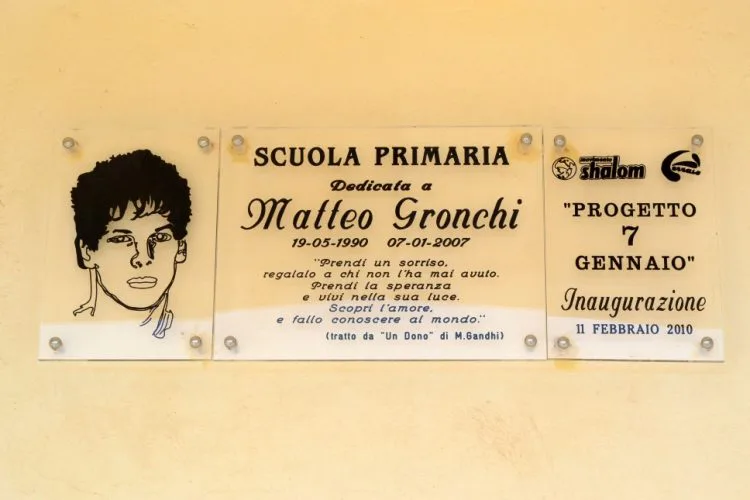 SCUOLA PRIMARIA
Dedicata a
Matteo Gronchi
19-05-1990 07-01-2007
"Prendi un sorriso,
regalalo a chi non l'ha mai avuto.
Prendi la speranza
e vivi nella sua luce.
Scopri l'amore,
e fallo conoscere al mondo."
(tratto da "Un Dono" di M.Gandhi)
movimento
shalom
"PROGETTO
7
GENNAIO"
Inaugurazione
11 FEBBRAIO 2010